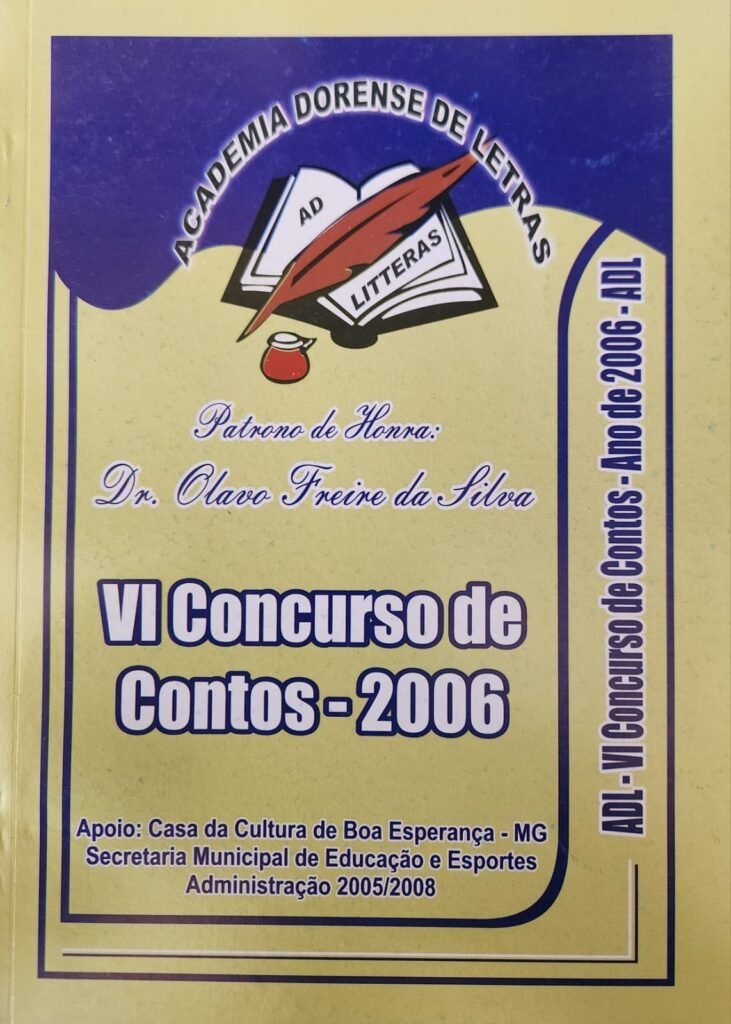 ACADEMIA DORENSE DE LETRAS
AD
LITTERAS
Patrono de Honra:
Dr. Olavo Freire da Silva
VI Concurso de
Contos - 2006
Apoio: Casa da Cultura de Boa Esperança - MG
Secretaria Municipal de Educação e Esportes
Administração 2005/2008
ADL - VI Concurso de Contos - Ano de 2006 - ADL